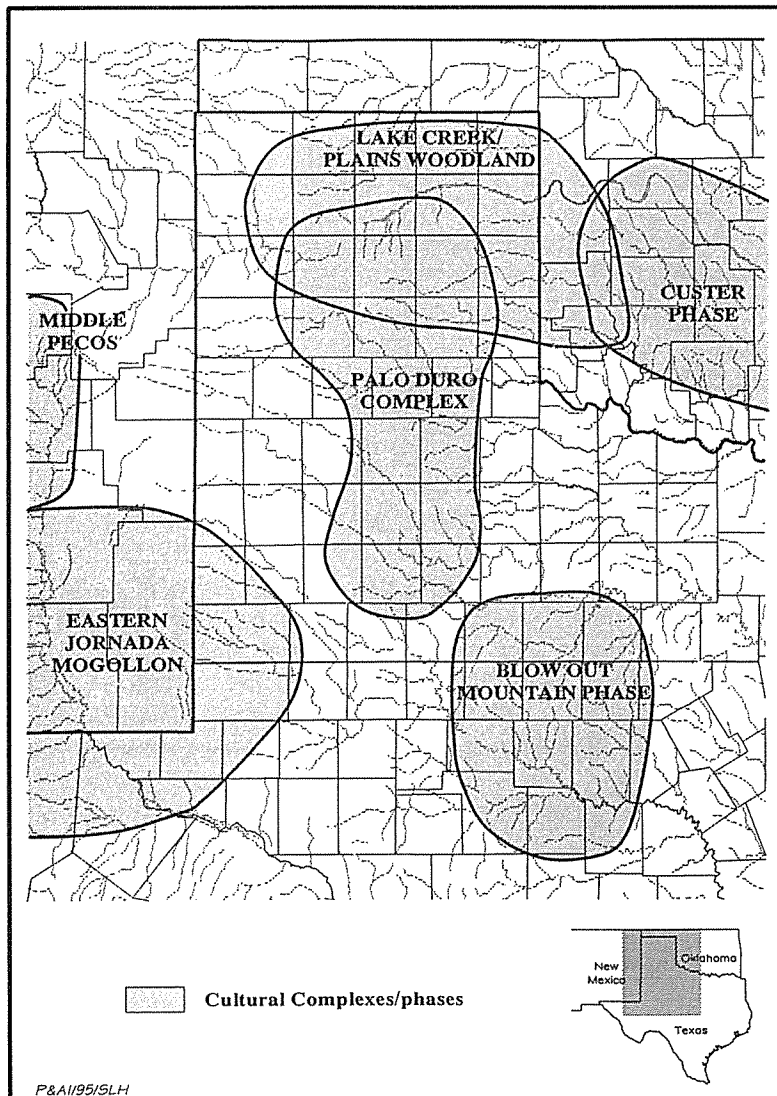 LAKE CREEK/
PLAINS WOODLAND
CUSTER
PHASE
MIDDLE
PECOS
PALO DURO
COMPLEX
EASTERN
JORNADA
MOGOLLON
BLOW OUT
MOUNTAIN PHASE
Cultural Complexes/phases
New
Mexico
Oklahoma
Texas
P&AI/95/SLH